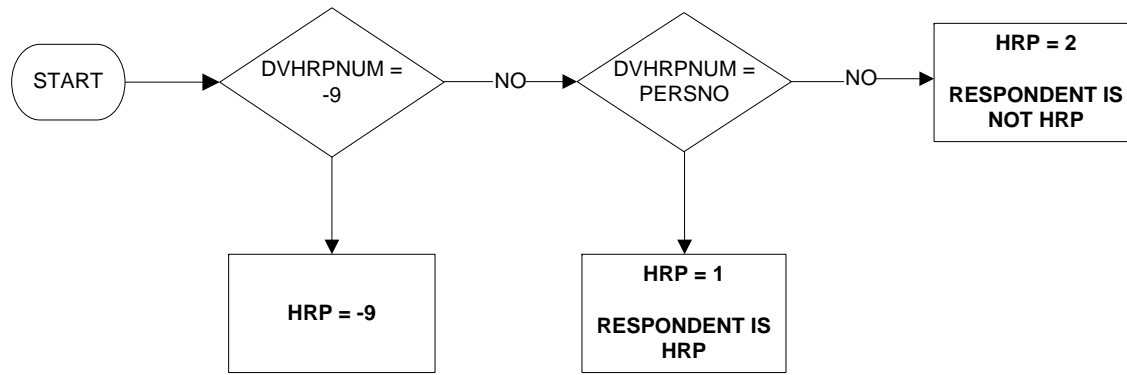 START
DVHRPNUM =
-9
NO
DVHRPNUM =
PERSNO
NO
HRP = 2
RESPONDENT IS
NOT HRP
HRP = -9
HRP = 1
RESPONDENT IS
HRP